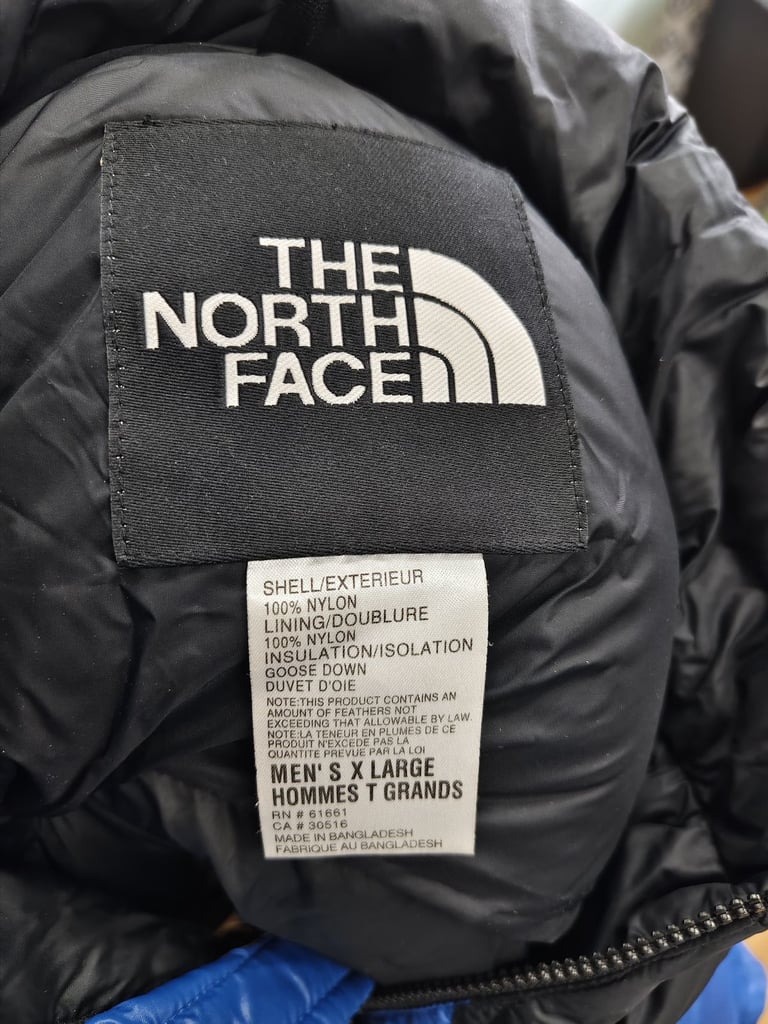 THE
NORTH
FACE
SHELL/EXTERIEUR
100% NYLON
LINING/DOUBLURE
100% NYLON
INSULATION/ISOLATION
GOOSE DOWN
DUVET D'OIE
NOTE:THIS PRODUCT CONTAINS AN
AMOUNT OF FEATHERS NOT
EXCEEDING THAT ALLOWABLE BY LAW.
NOTE:LA TENEUR EN PLUMES DE CE
PRODUIT N'EXCEDE PAS LA
QUANTITE PREVUE PAR LA LOI
MEN' S X LARGE
HOMMES T GRANDS
RN # 61661
CA # 30516
MADE IN BANGLADESH
FABRIQUE AU BANGLADESH